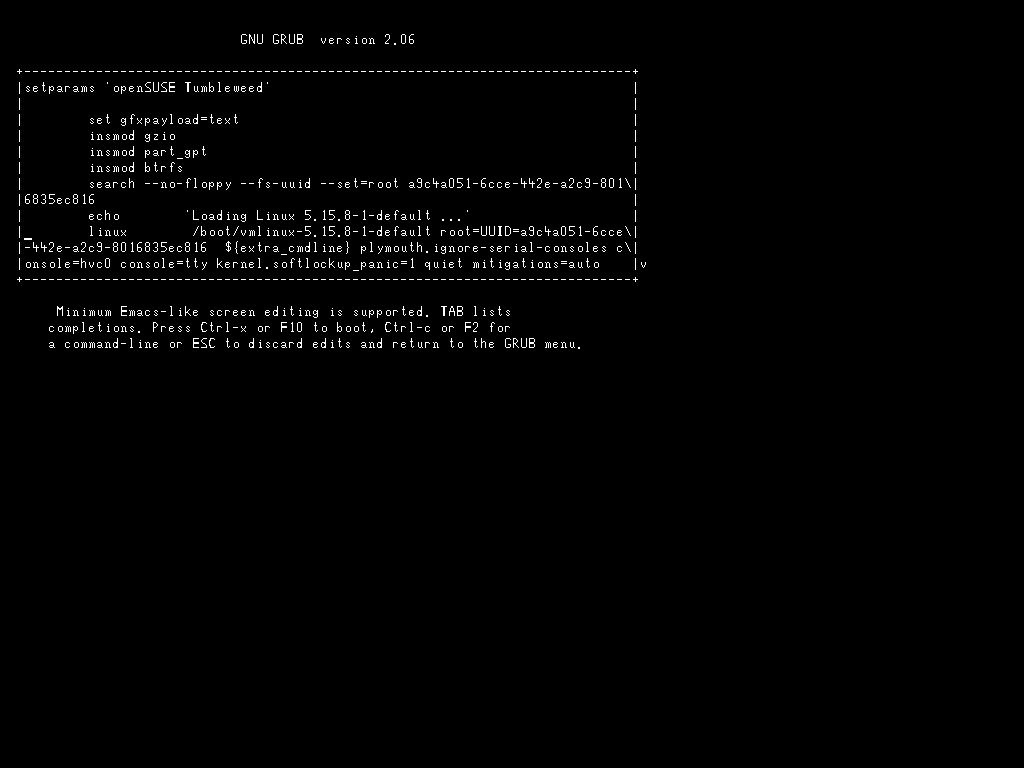 GNU GRUB  version 2.06
+----------------------------------------------------------------------------+
|setparams 'openSUSE Tumbleweed'                                             |
|                                                                            |
|        set gfxpayload=text                                                 |
|        insmod gzio                                                         |
|        insmod part_gpt                                                     |
|        insmod btrfs                                                        |
|        search --no-floppy --fs-uuid --set=root a9c4a051-6cce-442e-a2c9-801\|
|6835ec816                                                                   |
|        echo        'Loading Linux 5.15.8-1-default ...'                    |
|_       linux        /boot/vmlinux-5.15.8-1-default root=UUID=a9c4a051-6cce\|
|-442e-a2c9-8016835ec816  ${extra_cmdline} plymouth.ignore-serial-consoles c\|
|onsole=hvc0 console=tty kernel.softlockup_panic=1 quiet mitigations=auto    |v
+----------------------------------------------------------------------------+
Minimum Emacs-like screen editing is supported. TAB lists
completions. Press Ctrl-x or F10 to boot, Ctrl-c or F2 for
a command-line or ESC to discard edits and return to the GRUB menu.